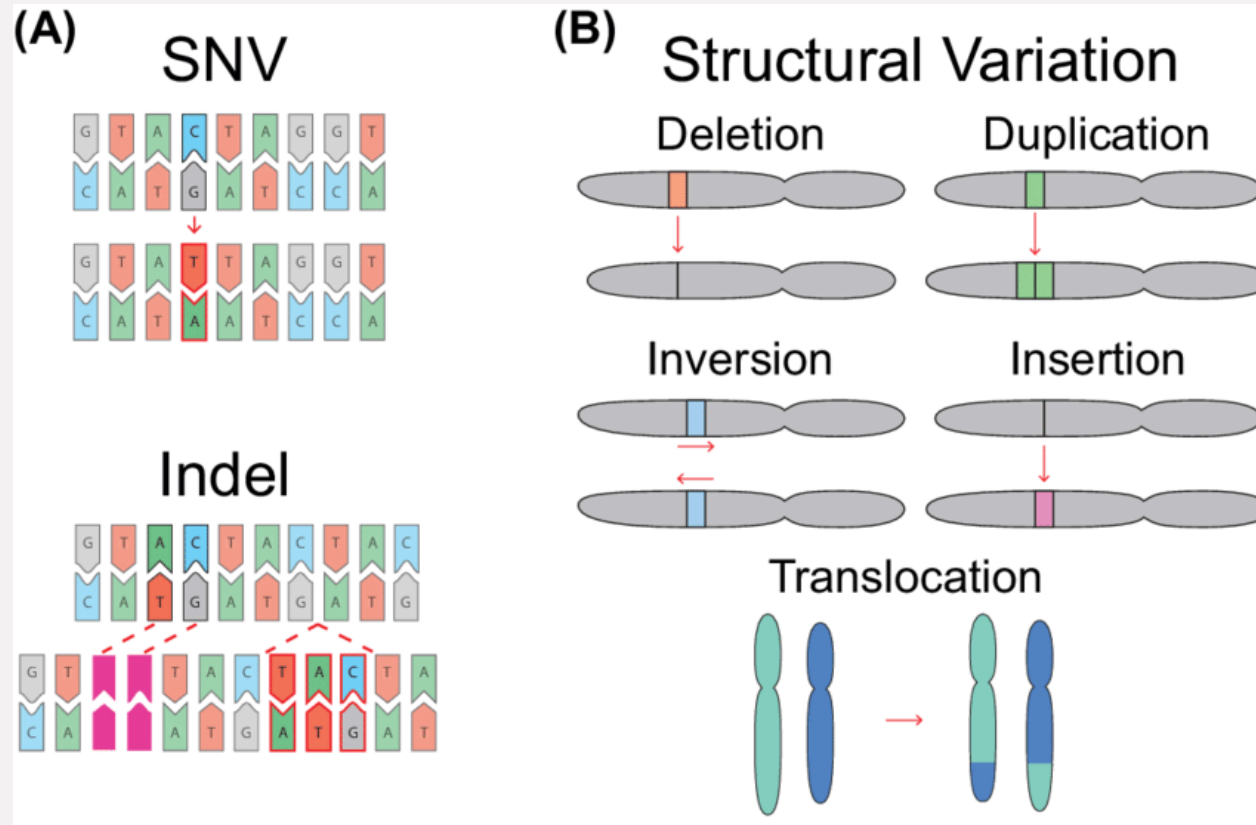 (A)
SNV
G T A C T A G G T
C A T G A T C C A
G T A T T A G G T
C A T A A T C C A
Indel
G T A C T A C T A C
C A T G A T G A T G
G T T A C T A C T A
C A A T G A T G A T
(B)
Structural Variation
Deletion Duplication
Inversion Insertion
Translocation